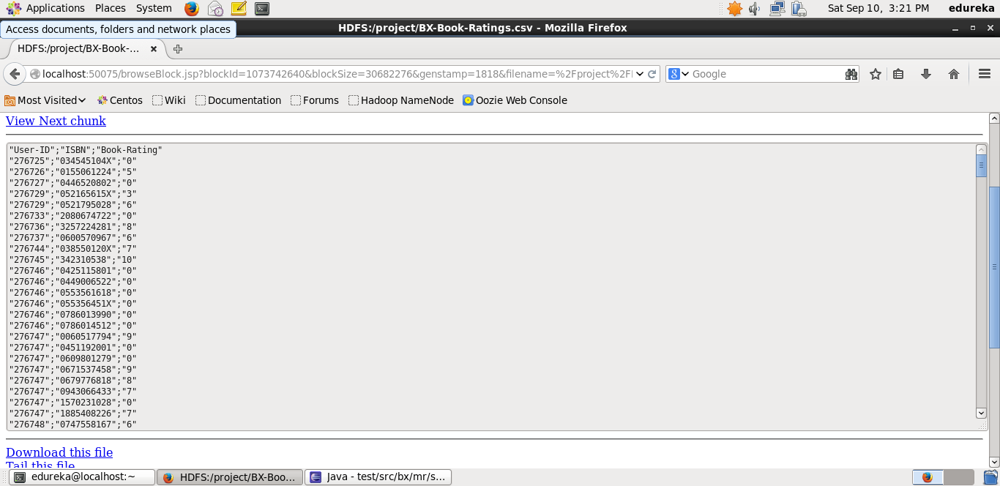 Applications Places System Sat Sep 10, 3:21 PM edureka
Access documents, folders and network places
HDFS:/project/BX-Book-Ratings.csv - Mozilla Firefox
HDFS:/project/BX-Book-...
localhost:50075/browseBlock.jsp?blockId=1073742640&blockSize=30682276&genstamp=1818&filename=%2Fproject%2F Google
Most Visited Centos Wiki Documentation Forums Hadoop NameNode Oozie Web Console
View Next chunk
"User-ID";"ISBN";"Book-Rating"
"276725";"034545104X";"0"
"276726";"0155061224";"5"
"276727";"0446520802";"0"
"276729";"052165615X";"3"
"276729";"0521795028";"6"
"276733";"2080674722";"0"
"276736";"3257224281";"8"
"276737";"0600570967";"6"
"276744";"038550120X";"7"
"276745";"342310538";"10"
"276746";"0425115801";"0"
"276746";"0449006522";"0"
"276746";"0553561618";"0"
"276746";"055356451X";"0"
"276746";"0786013990";"0"
"276746";"0786014512";"0"
"276747";"0060517794";"9"
"276747";"0451192001";"0"
"276747";"0609801279";"0"
"276747";"0671537458";"9"
"276747";"0679776818";"8"
"276747";"0943066433";"7"
"276747";"1570231028";"0"
"276747";"1885408226";"7"
"276748";"0747558167";"6"
Download this file
Tail this file
edureka@localhost:~ HDFS:/project/BX-Boo... Java - test/src/bx/mr/s...